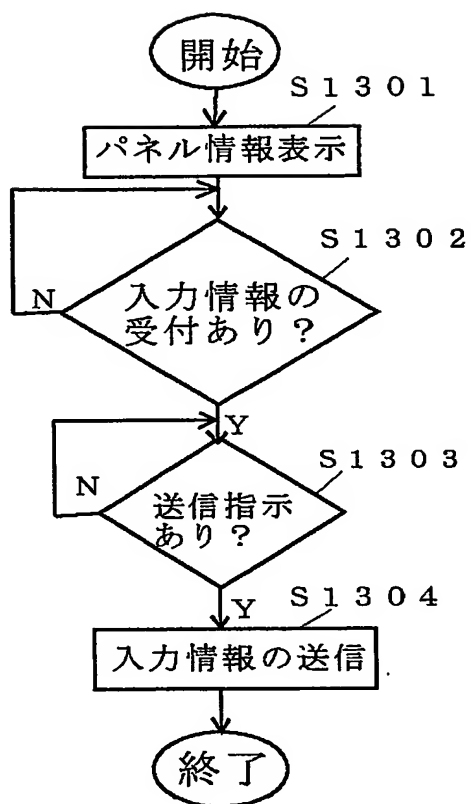 開始
S1301
パネル情報表示
S1302
入力情報の
受付あり?
N
Y
S1303
送信指示
あり?
N
Y
S1304
入力情報の送信
終了